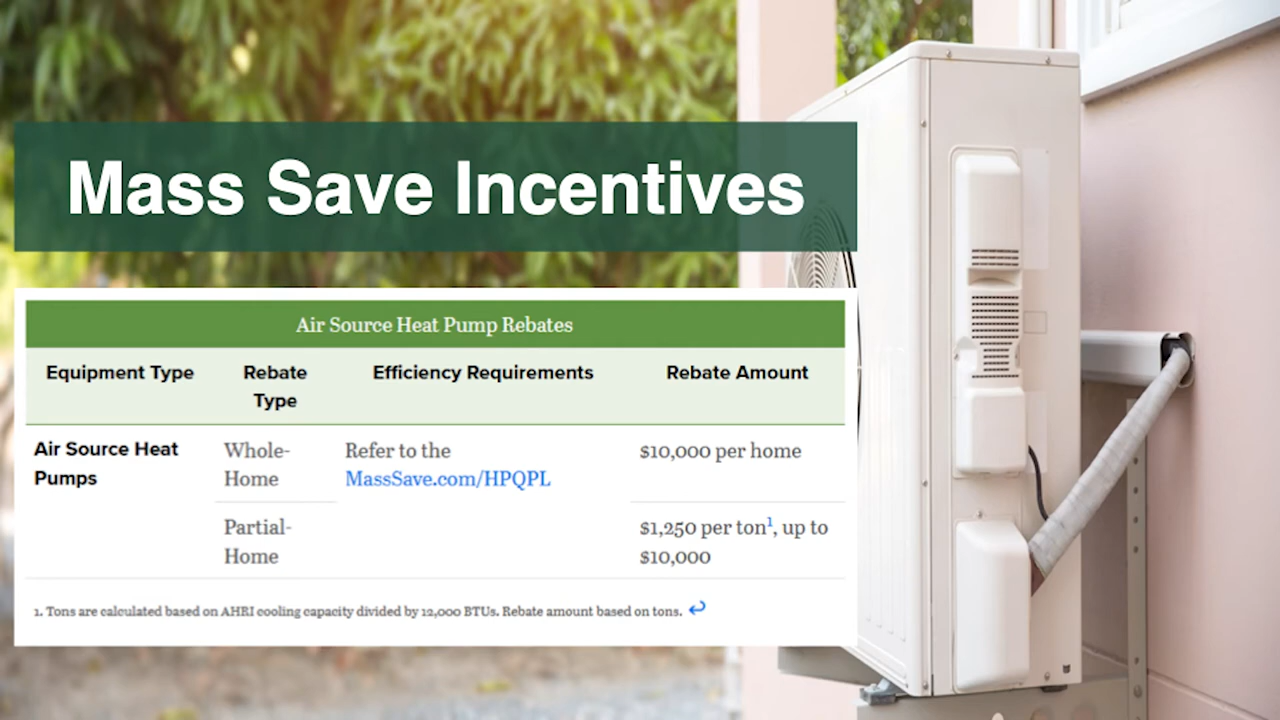 Mass Save Incentives
Air Source Heat Pump Rebates
Equipment Type
Rebate
Type
Efficiency Requirements
Rebate Amount
Air Source Heat
Pumps
Whole-
Home
Refer to the
MassSave.com/HPQPL
$10,000 per home
Partial-
Home
$1,250 per ton¹, up to
$10,000
1. Tons are calculated based on AHRI cooling capacity divided by 12,000 BTUs. Rebate amount based on tons. ↩